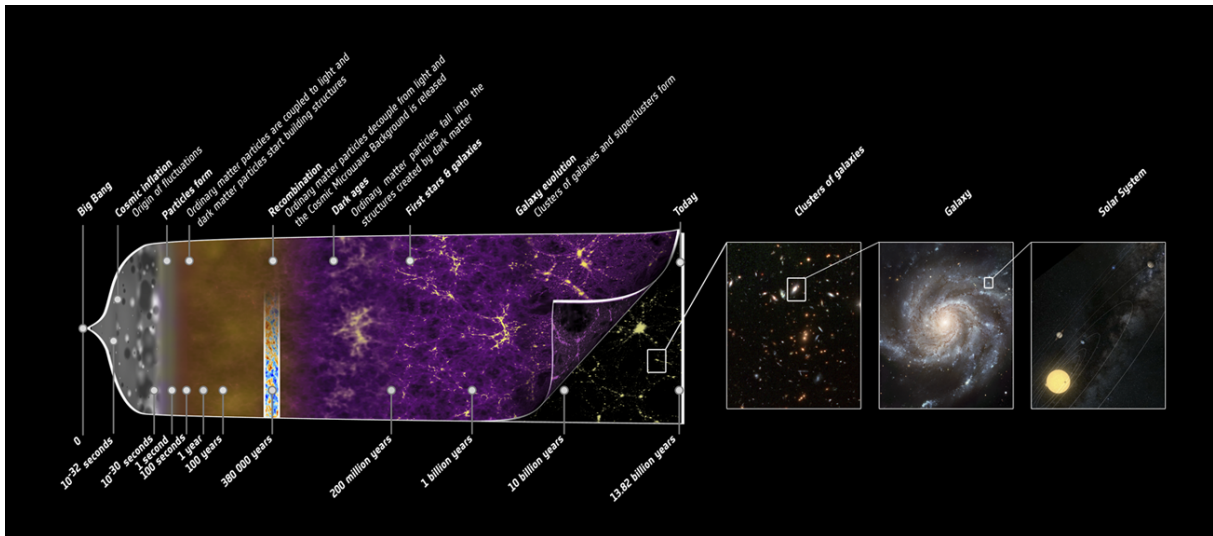 Big Bang
Cosmic Inflation
Origin of fluctuations
Particles form
Ordinary matter particles are coupled to light and
dark matter particles start building structures
Recombination
Ordinary matter particles decouple from light and
the Cosmic Microwave Background is released
Dark ages
Ordinary matter particles fall into the
structures created by dark matter
First stars & galaxies
Galaxy evolution
Clusters of galaxies and superclusters form
Today
Clusters of galaxies
Galaxy
Solar System
0
10⁻³² seconds
10⁻³⁰ seconds
1 second
100 seconds
1 year
100 years
380 000 years
200 million years
1 billion years
10 billion years
13.82 billion years